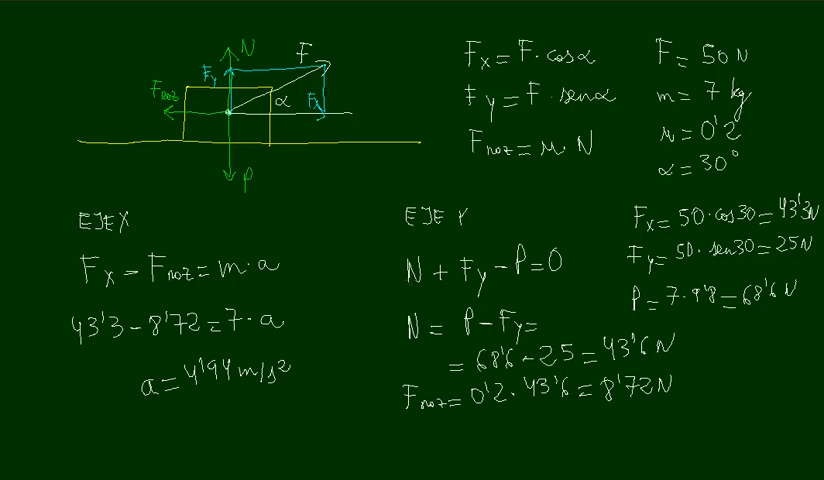 N
F
Fy
Froz
α
Fx
P
Fx = F · cosα
Fy = F · senα
Froz = μ · N
F = 50 N
m = 7 kg
μ = 0'2
α = 30°
Fx = 50 · cos30 = 43'3N
Fy = 50 · sen30 = 25N
P = 7 · 9'8 = 68'6 N
EJE X
Fx - Froz = m · a
43'3 - 8'72 = 7 · a
a = 4'94 m/s²
EJE Y
N + Fy - P = 0
N = P - Fy =
= 68'6 - 25 = 43'6 N
Froz = 0'2 · 43'6 = 8'72 N